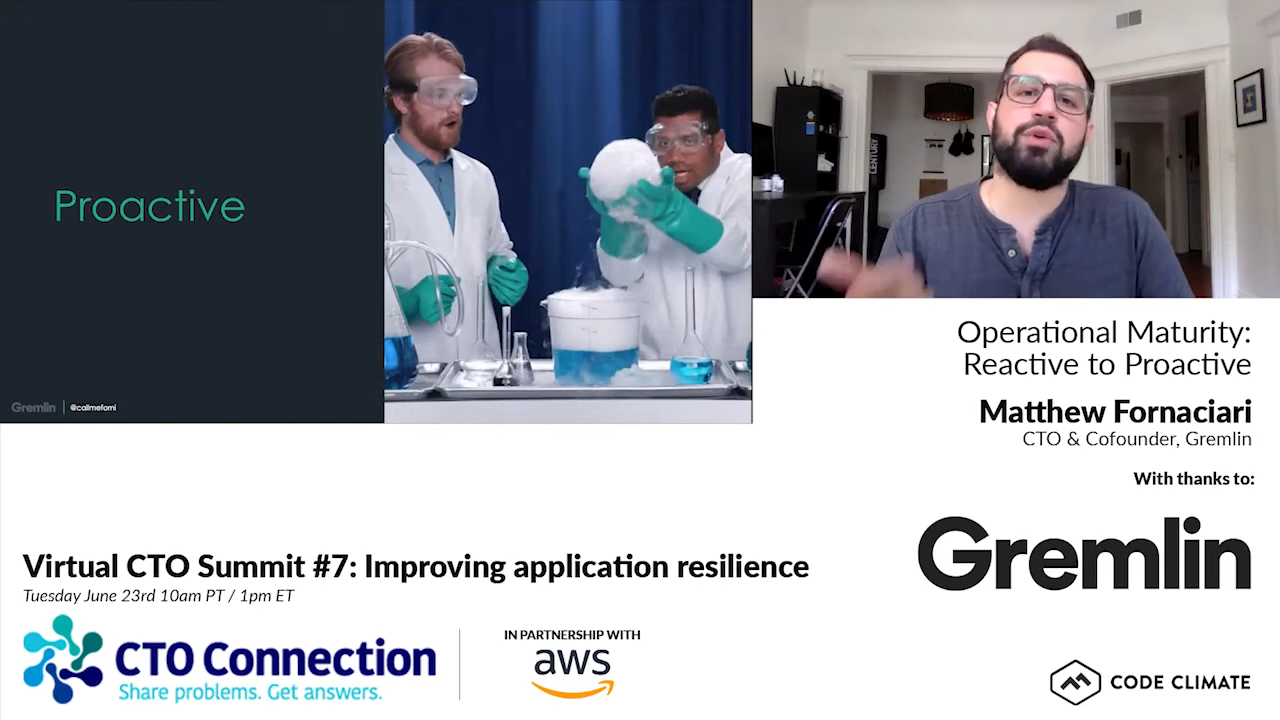 Proactive
Gremlin
@callmeforni
CENTURY
Operational Maturity:
Reactive to Proactive
Matthew Fornaciari
CTO & Cofounder, Gremlin
With thanks to:
Gremlin
Virtual CTO Summit #7: Improving application resilience
Tuesday June 23rd 10am PT / 1pm ET
CTO Connection
Share problems. Get answers.
IN PARTNERSHIP WITH
aws
CODE CLIMATE